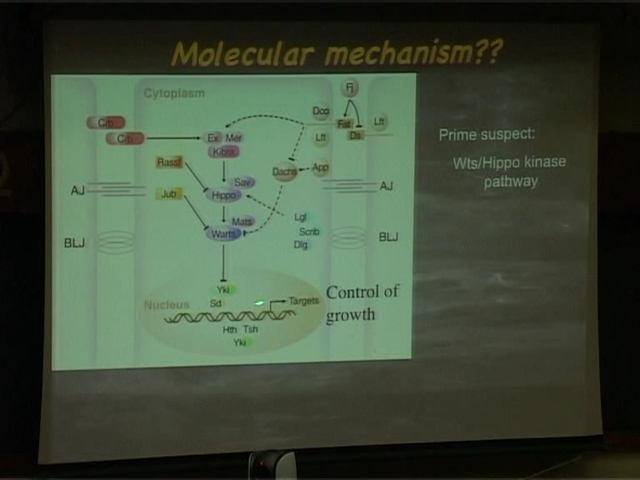 Molecular mechanism??
Cytoplasm
Fj
Crb
Crb
Dco
Fat
Ds
Lft
Ex Mer
Lft
Kibra
Rassf
Dachs
App
AJ
Jub
Sav
Hippo
AJ
Mats
Lgl
Warts
Scrib
BLJ
Dlg
BLJ
Yki
Nucleus
Sd
Targets
Hth Tsh
Yki
Control of
growth
Prime suspect:
Wts/Hippo kinase
pathway